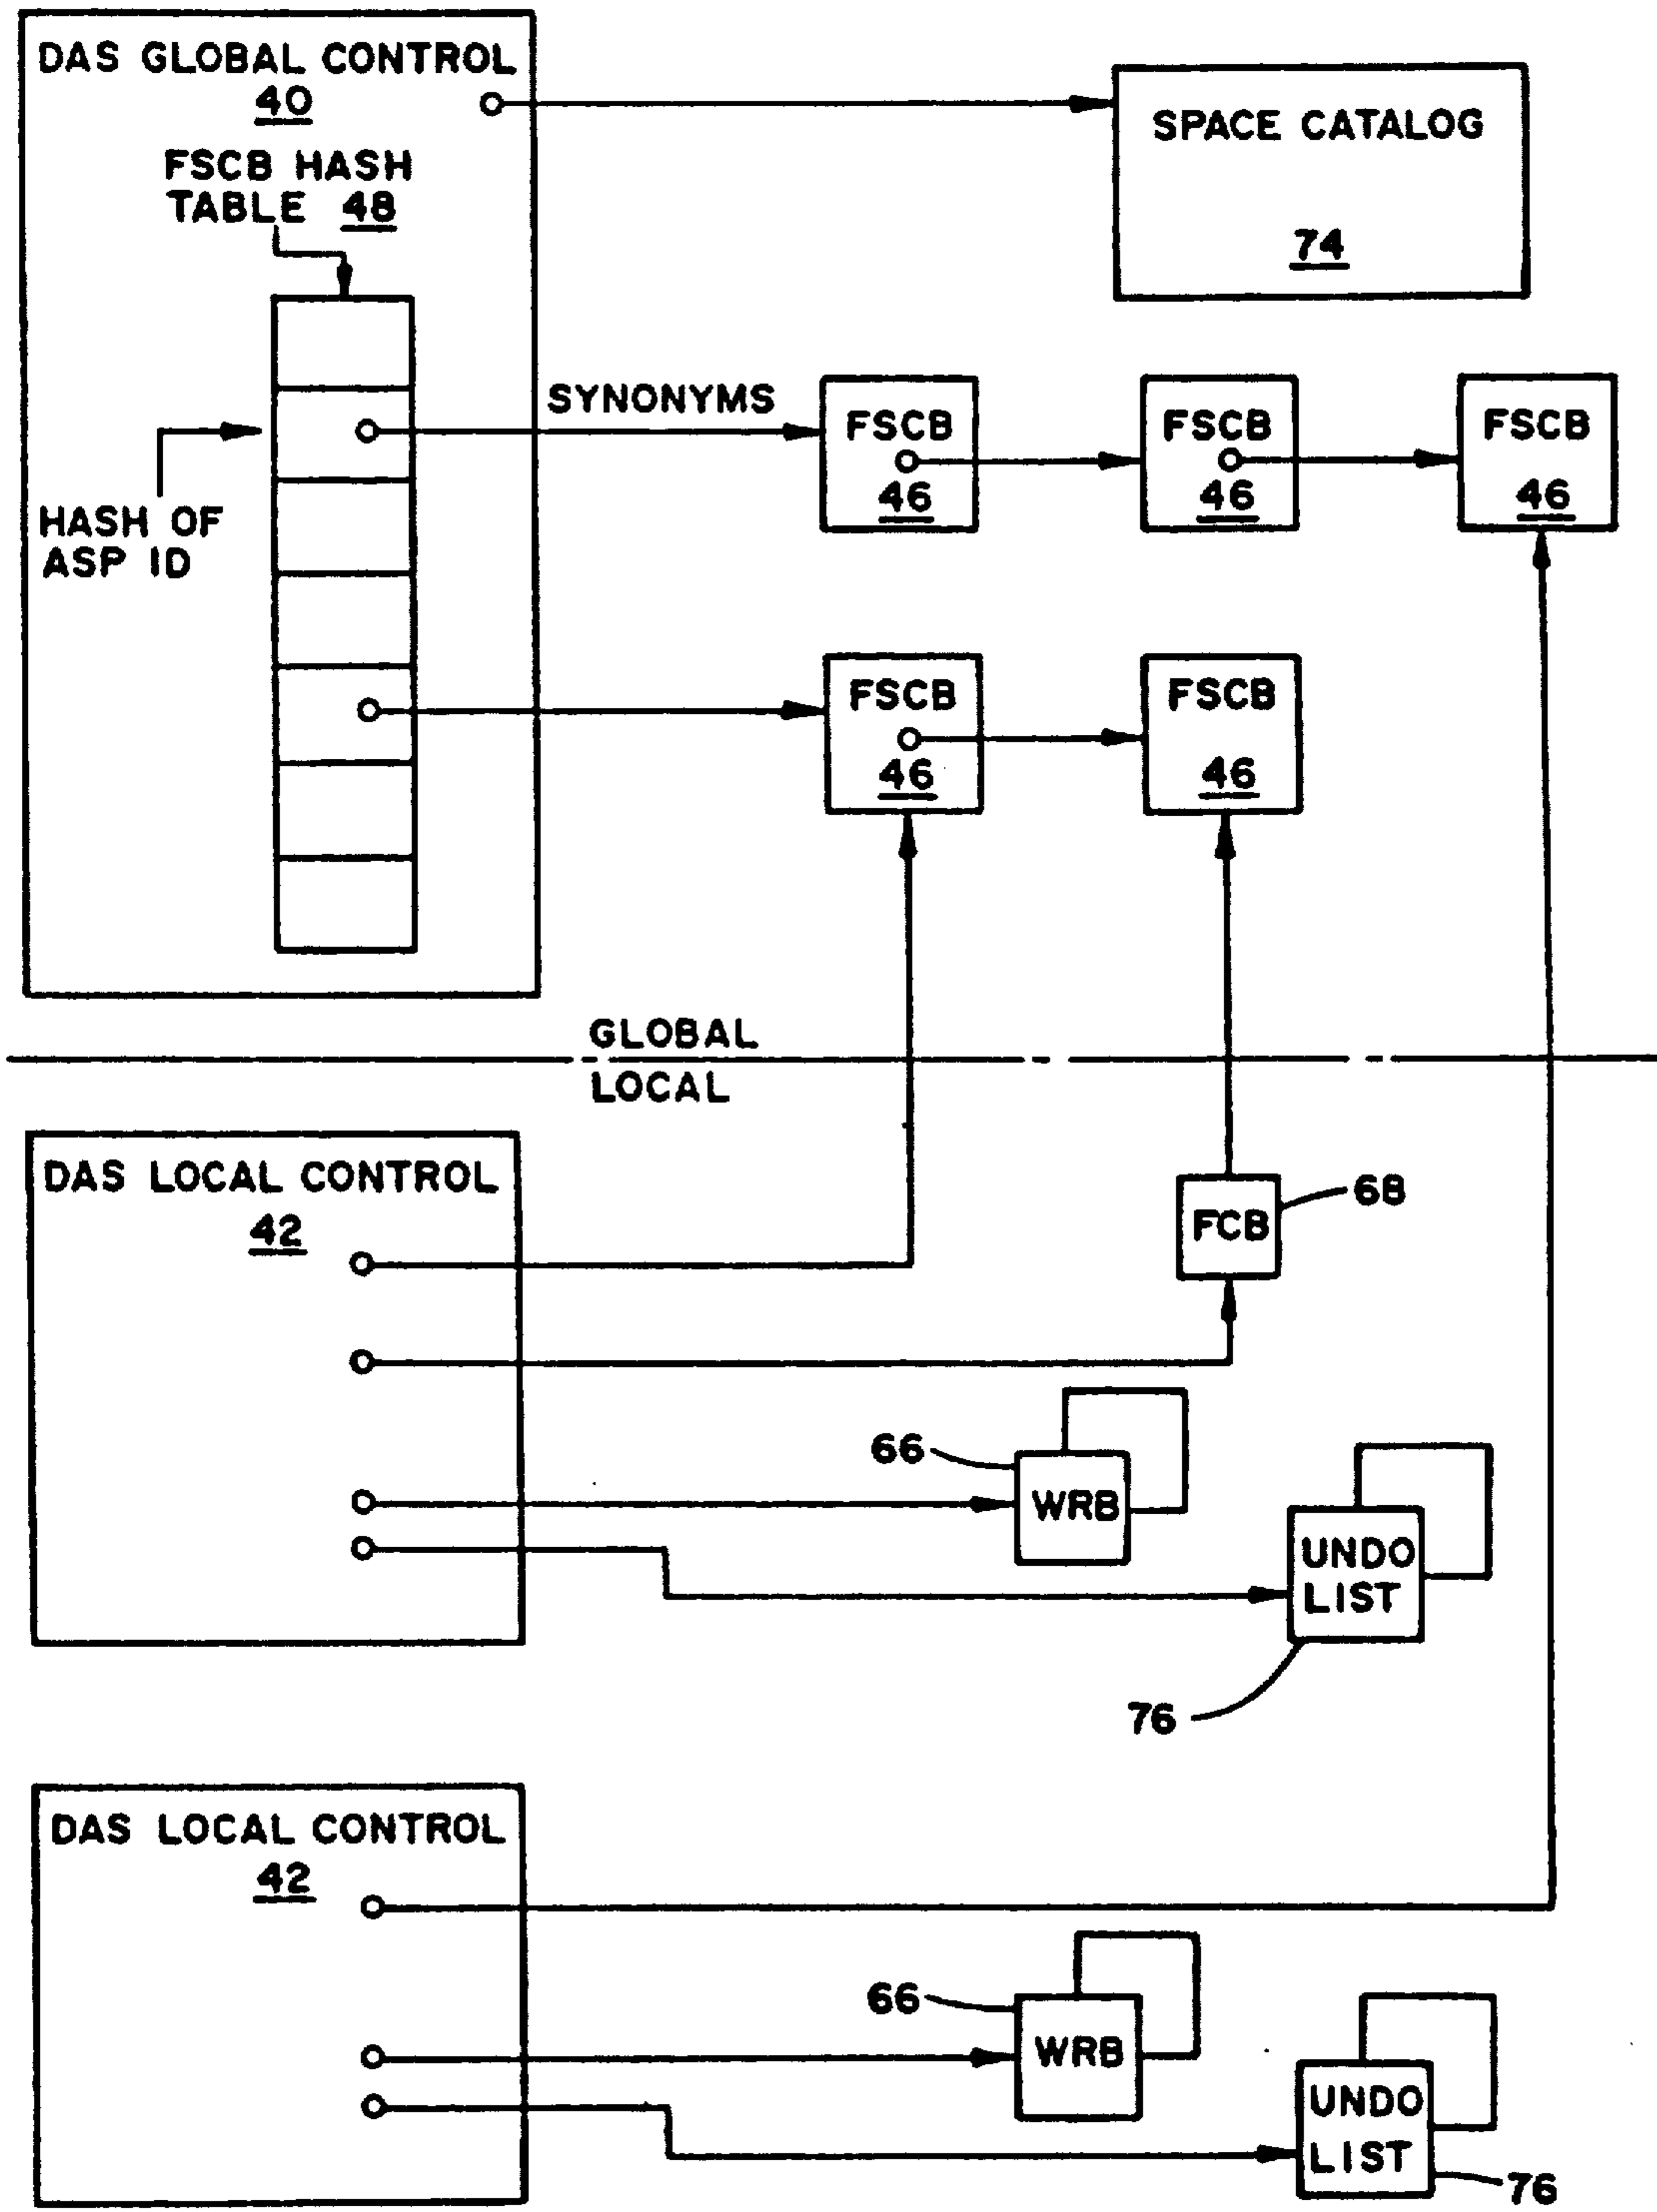 DAS GLOBAL CONTROL
40
FSCB HASH
TABLE 48
HASH OF
ASP ID
SPACE CATALOG
74
SYNONYMS
FSCB
46
FSCB
46
FSCB
46
FSCB
46
FSCB
46
GLOBAL
LOCAL
DAS LOCAL CONTROL
42
FCB
68
66
WRB
UNDO
LIST
76
DAS LOCAL CONTROL
42
66
WRB
UNDO
LIST
76